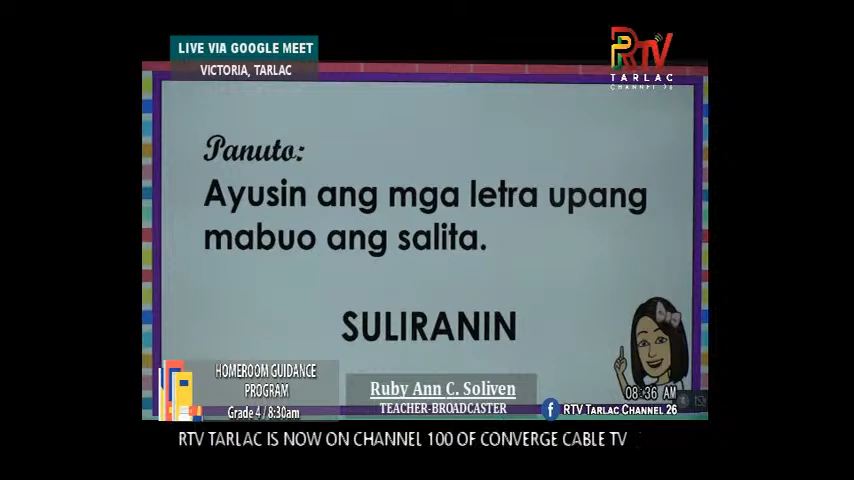 LIVE VIA GOOGLE MEET
VICTORIA, TARLAC
RTV
TARLAC
CHANNEL 26
Panuto:
Ayusin ang mga letra upang
mabuo ang salita.
SULIRANIN
HOMEROOM GUIDANCE
PROGRAM
Grade 4 / 8:30am
Ruby Ann C. Soliven
TEACHER-BROADCASTER
08:36 AM
RTV TARLAC CHANNEL 26
RTV TARLAC IS NOW ON CHANNEL 100 OF CONVERGE CABLE TV